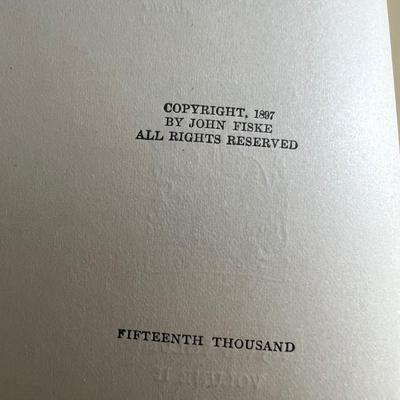 COPYRIGHT, 1897
BY JOHN FISKE
ALL RIGHTS RESERVED
FIFTEENTH THOUSAND